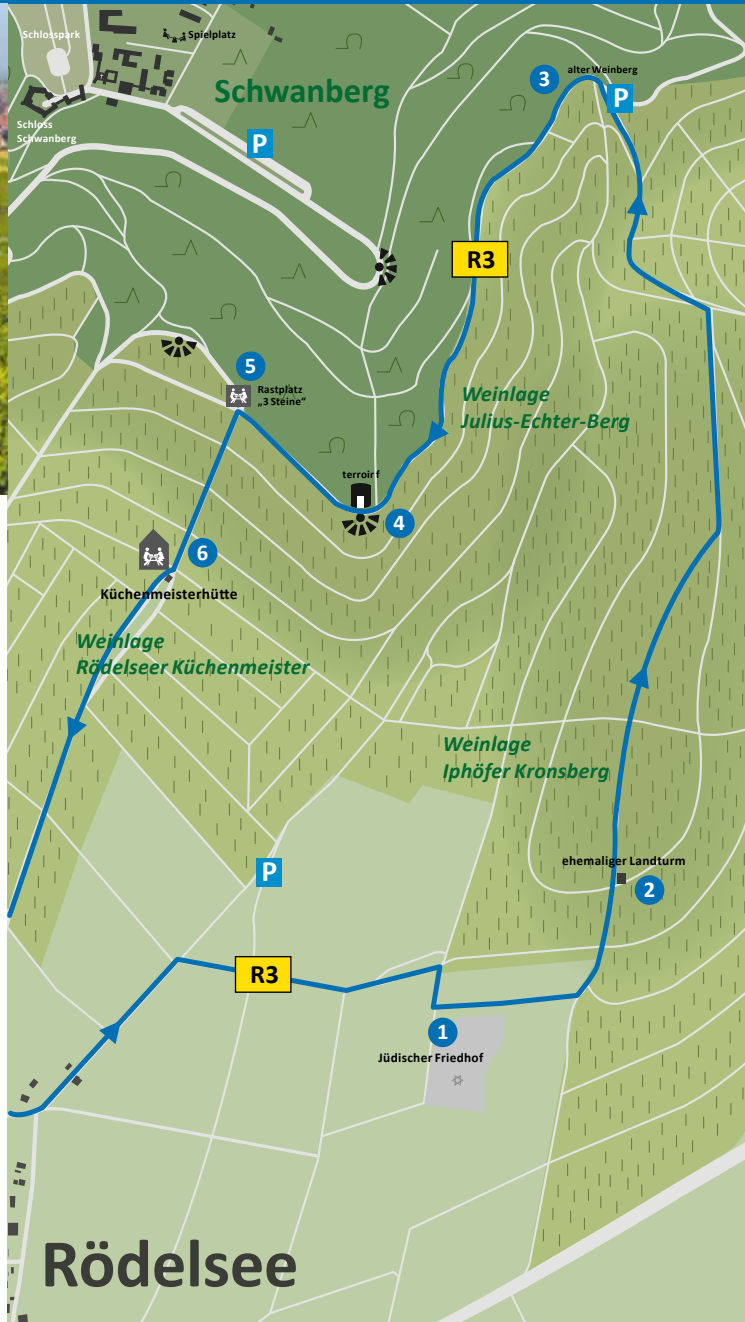 Schlosspark
Spielplatz
Schwanberg
Schloss
Schwanberg
P
3
alter Weinberg
P
R3
5
Rastplatz
„3 Steine“
Weinlage
Julius-Echter-Berg
terroir f
4
6
Küchenmeisterhütte
Weinlage
Rödelseer Küchenmeister
Weinlage
Iphöfer Kronsberg
P
ehemaliger Landturm
2
R3
1
Jüdischer Friedhof
Rödelsee